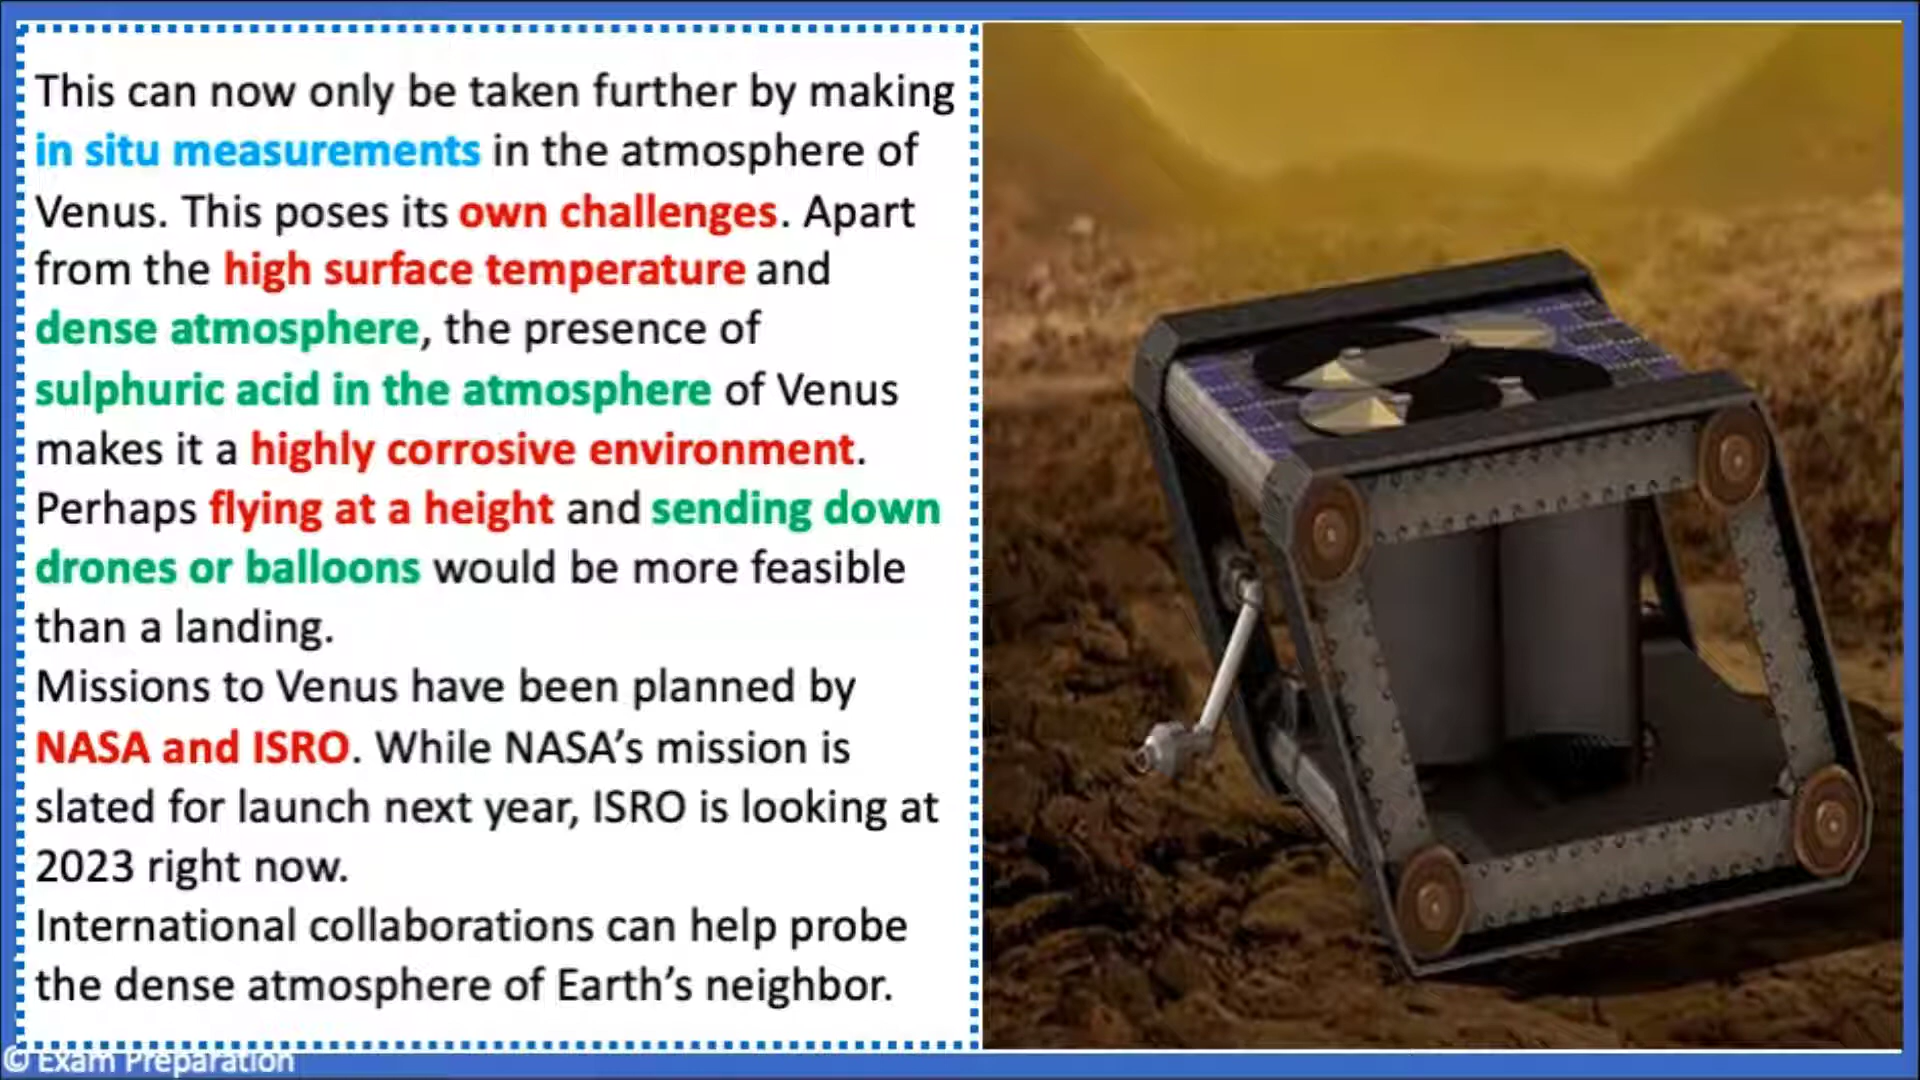 This can now only be taken further by making
in situ measurements in the atmosphere of
Venus. This poses its own challenges. Apart
from the high surface temperature and
dense atmosphere, the presence of
sulphuric acid in the atmosphere of Venus
makes it a highly corrosive environment.
Perhaps flying at a height and sending down
drones or balloons would be more feasible
than a landing.
Missions to Venus have been planned by
NASA and ISRO. While NASA’s mission is
slated for launch next year, ISRO is looking at
2023 right now.
International collaborations can help probe
the dense atmosphere of Earth’s neighbor.
© Exam Preparation